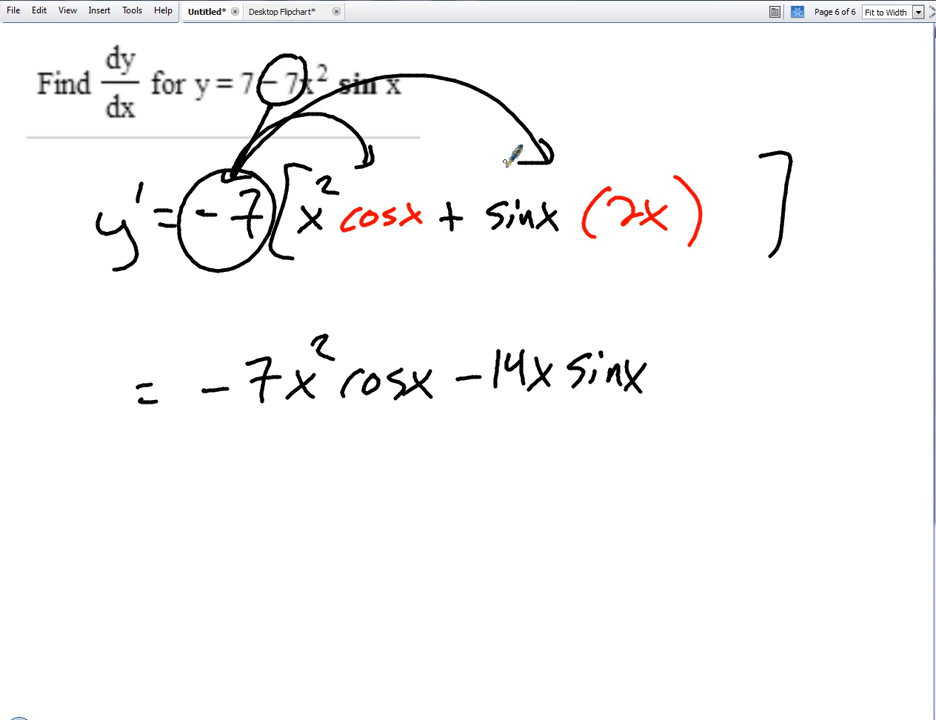 File Edit View Insert Tools Help Untitled* Desktop Flipchart* Page 6 of 6 Fit to Width
Find dy/dx for y = 7 − 7x² sin x
y' = -7 [x² cosx + sinx (2x) ]
= -7x² cosx - 14x sinx